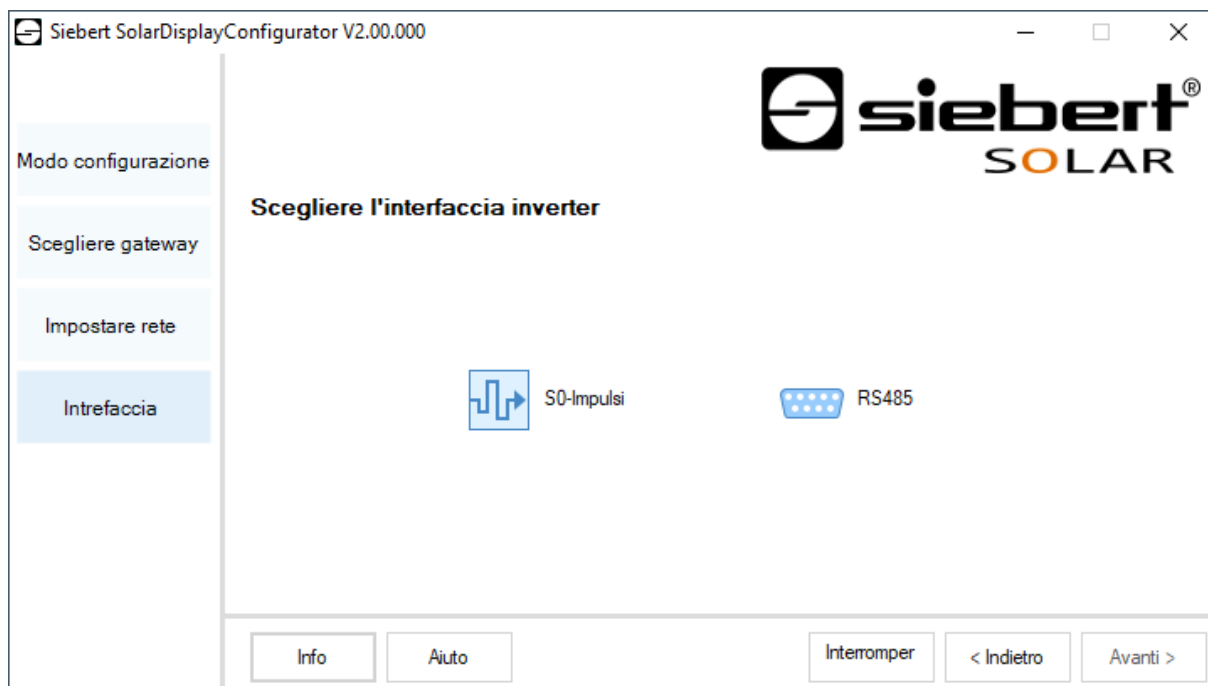 Siebert SolarDisplayConfigurator V2.00.000
siebert®
SOLAR
Modo configurazione
Scegliere gateway
Impostare rete
Intrefaccia
Scegliere l'interfaccia inverter
S0-Impulsi
RS485
Info
Aiuto
Interromper
< Indietro
Avanti >